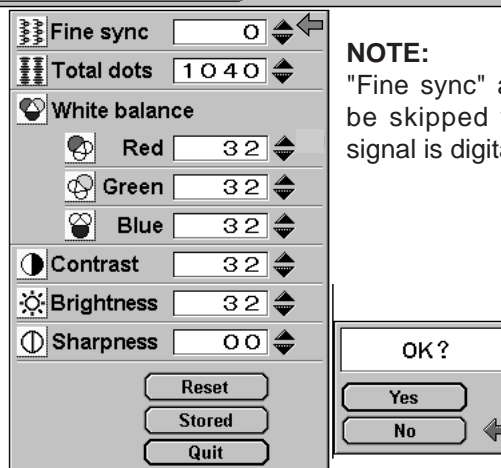 Fine sync 0
Total dots 1040
White balance
Red 32
Green 32
Blue 32
Contrast 32
Brightness 32
Sharpness 00
Reset
Stored
Quit
NOTE:
"Fine sync"
be skipped
signal is
OK?
Yes
No